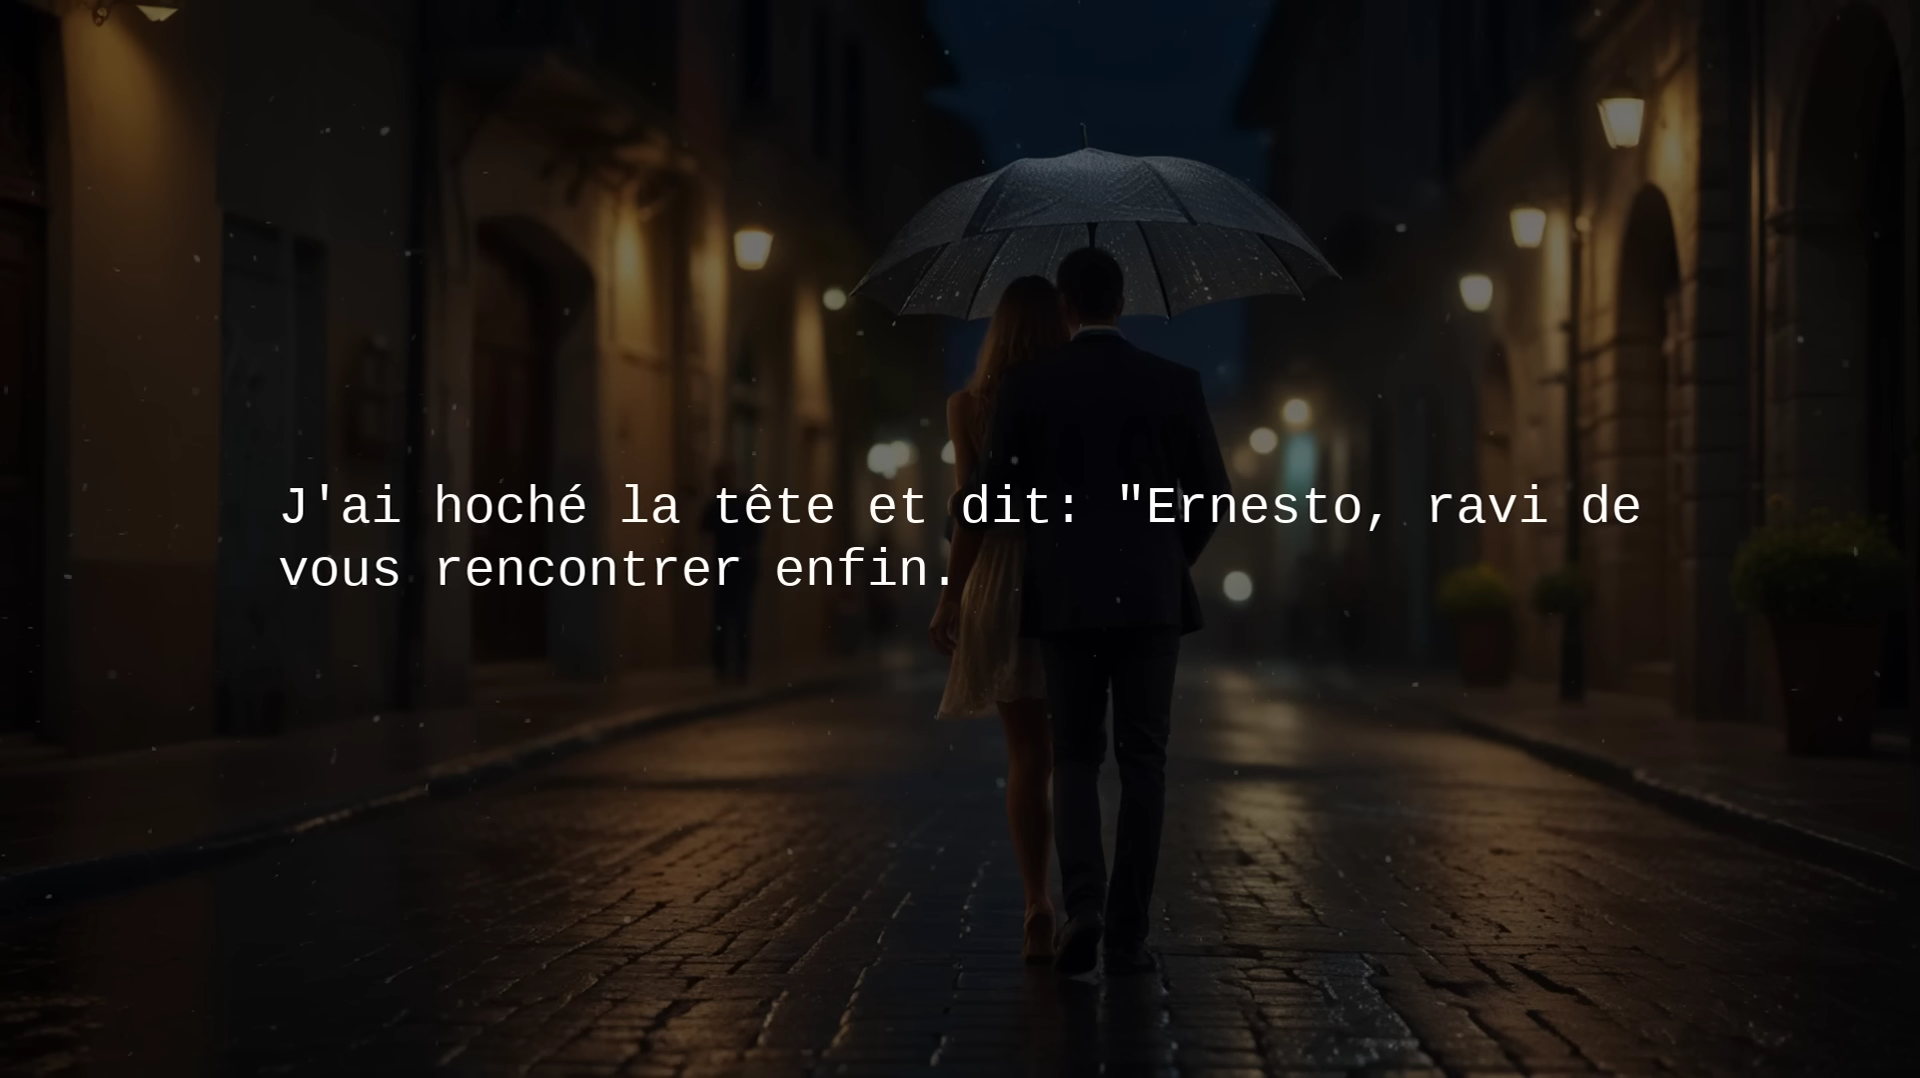 J'ai hoché la tête et dit: "Ernesto, ravi de
vous rencontrer enfin.